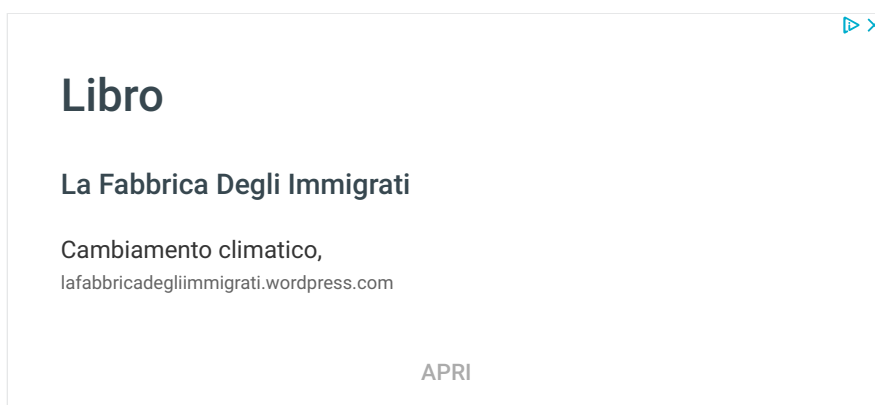 Libro
La Fabbrica Degli Immigrati
Cambiamento climatico,
lafabbricadegliimmigrati.wordpress.com
APRI